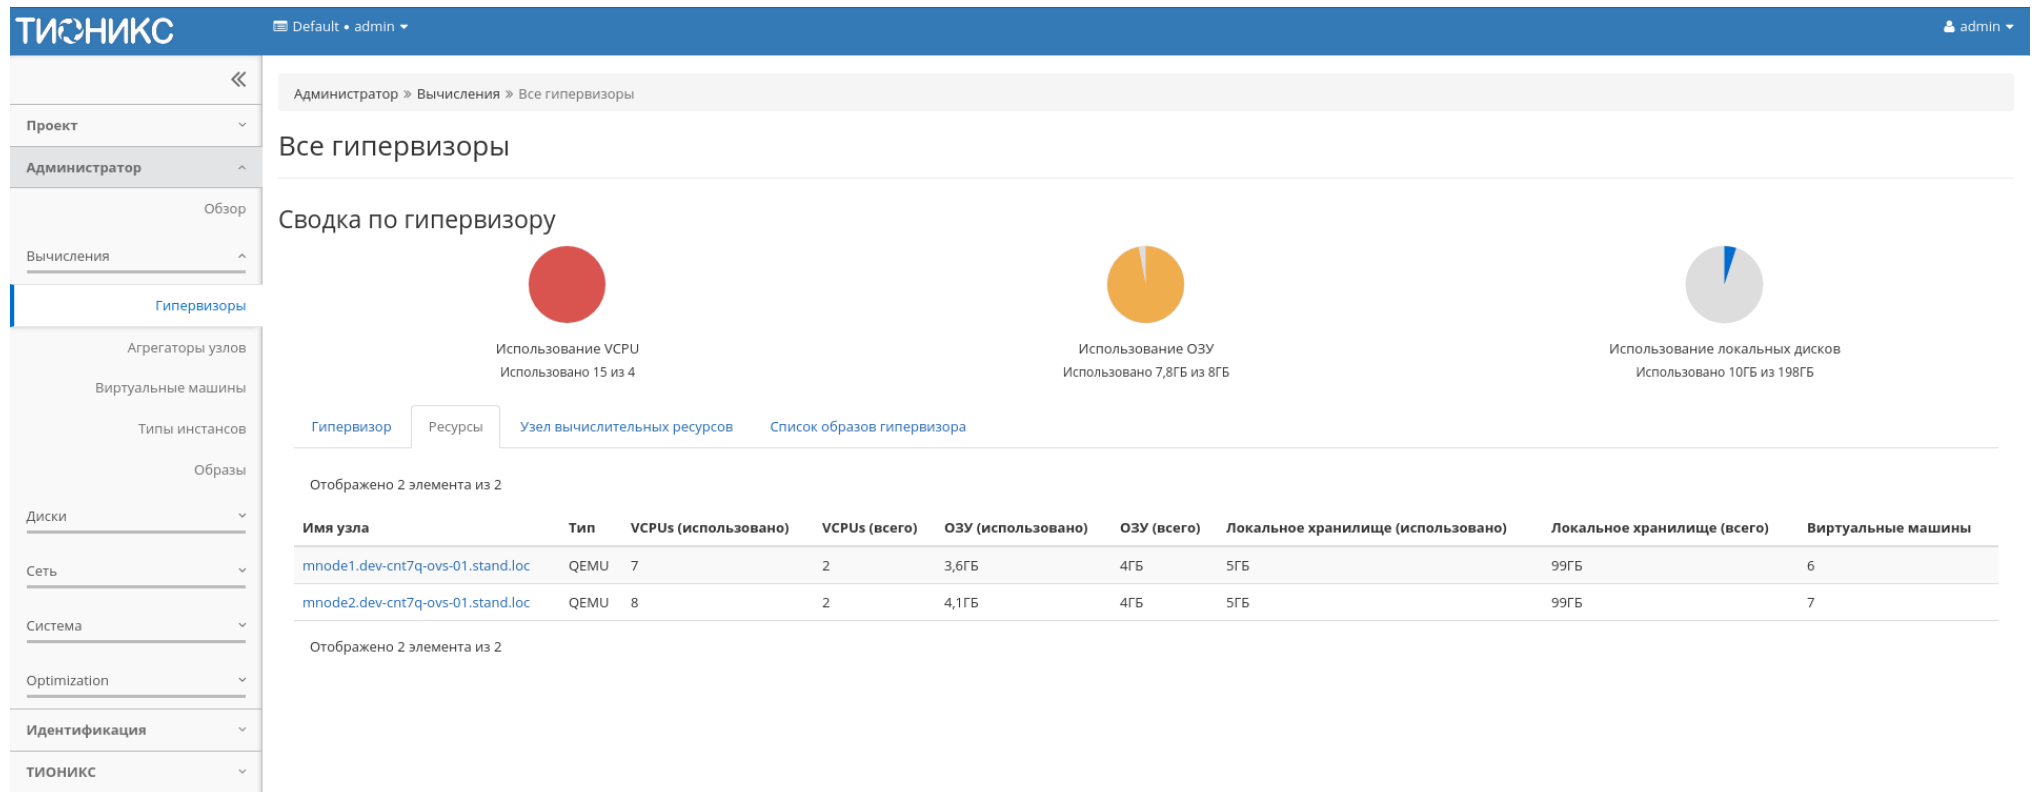 ТИОНИКС
Default • admin
admin
Администратор » Вычисления » Все гипервизоры
Проект
Администратор
Обзор
Вычисления
Гипервизоры
Агрегаторы узлов
Виртуальные машины
Типы инстансов
Образы
Диски
Сеть
Система
Optimization
Идентификация
ТИОНИКС
Все гипервизоры
Сводка по гипервизору
Использование VCPU
Использовано 15 из 4
Использование ОЗУ
Использовано 7,8ГБ из 8ГБ
Использование локальных дисков
Использовано 10ГБ из 198ГБ
Гипервизор Ресурсы Узел вычислительных ресурсов Список образов гипервизора
Отображено 2 элемента из 2
Имя узла Тип VCPUs (использовано) VCPUs (всего) ОЗУ (использовано) ОЗУ (всего) Локальное хранилище (использовано) Локальное хранилище (всего) Виртуальные машины
mnode1.dev-cnt7q-ovs-01.stand.loc QEMU 7 2 3,6ГБ 4ГБ 5ГБ 99ГБ 6
mnode2.dev-cnt7q-ovs-01.stand.loc QEMU 8 2 4,1ГБ 4ГБ 5ГБ 99ГБ 7
Отображено 2 элемента из 2